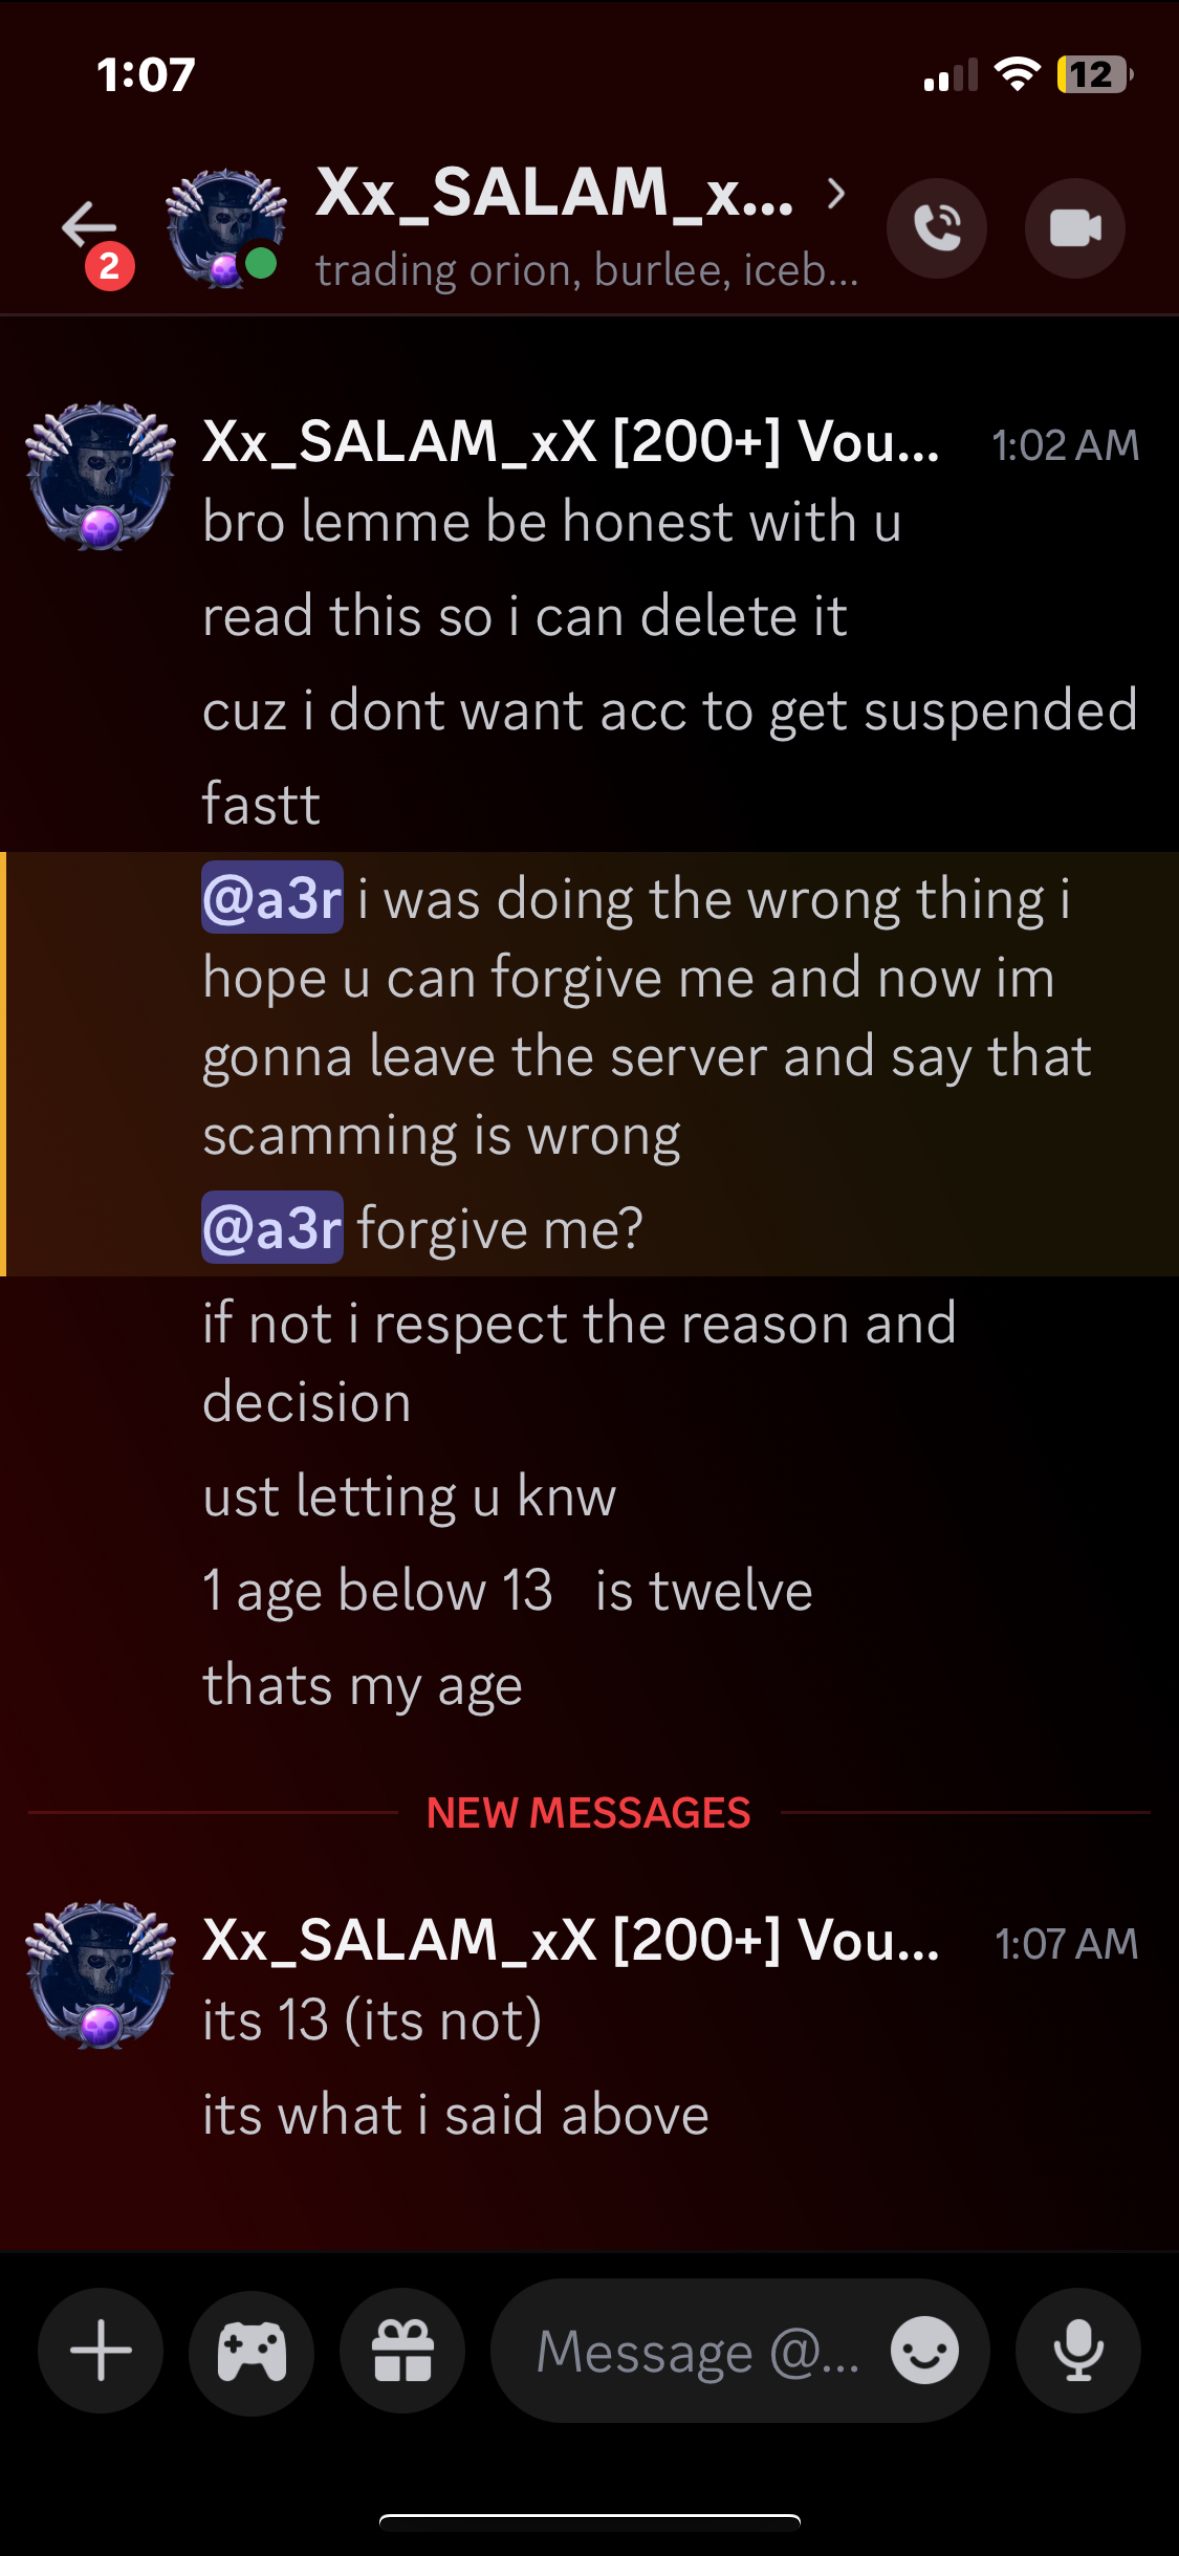 1:07
12
Xx_SALAM_x...
2
trading orion, burlee, iceb...
Xx_SALAM_xX [200+] Vou... 1:02 AM
bro lemme be honest with u
read this so i can delete it
cuz i dont want acc to get suspended
fastt
@a3r i was doing the wrong thing i
hope u can forgive me and now im
gonna leave the server and say that
scamming is wrong
@a3r forgive me?
if not i respect the reason and
decision
ust letting u knw
1 age below 13 is twelve
thats my age
NEW MESSAGES
Xx_SALAM_xX [200+] Vou... 1:07 AM
its 13 (its not)
its what i said above
Message @...